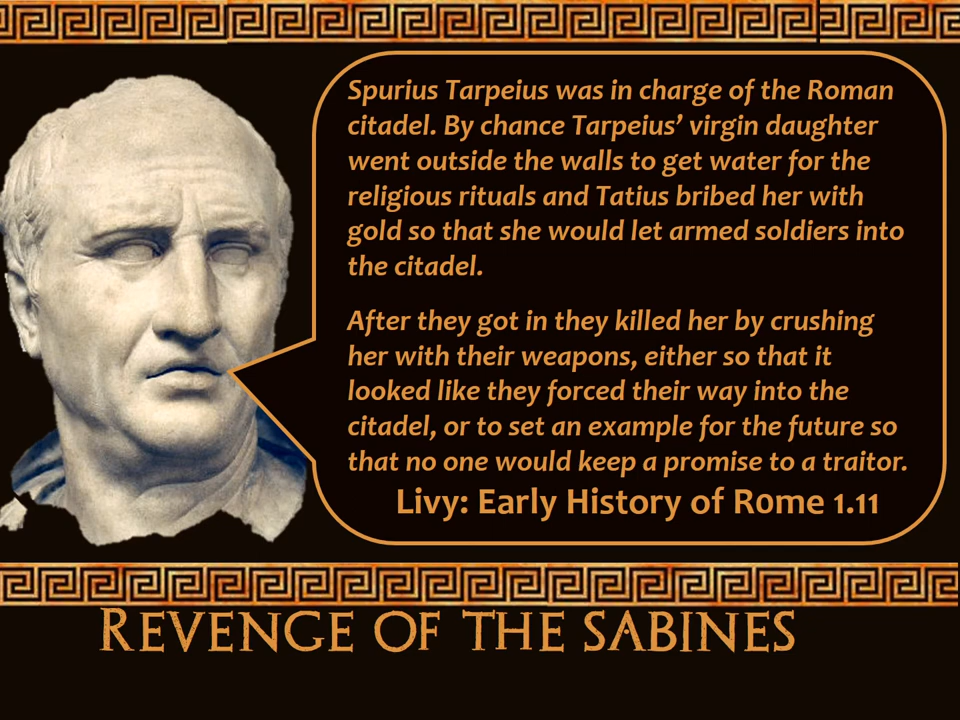 Spurius Tarpeius was in charge of the Roman
citadel. By chance Tarpeius’ virgin daughter
went outside the walls to get water for the
religious rituals and Tatius bribed her with
gold so that she would let armed soldiers into
the citadel.
After they got in they killed her by crushing
her with their weapons, either so that it
looked like they forced their way into the
citadel, or to set an example for the future so
that no one would keep a promise to a traitor.
Livy: Early History of Rome 1.11
Revenge of the Sabines